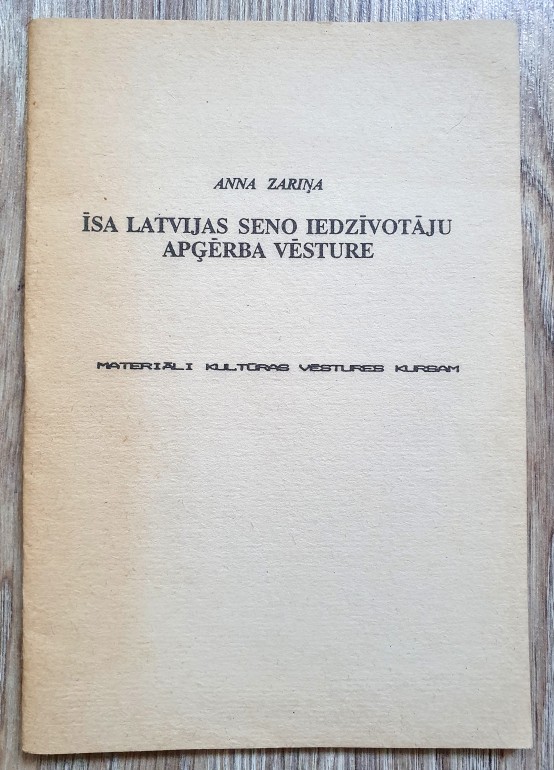 ANNA ZARIŅA
ĪSA LATVIJAS SENO IEDZĪVOTĀJU
APĢĒRBA VĒSTURE
MATERIĀLI KULTŪRAS VĒSTURES KURSAM